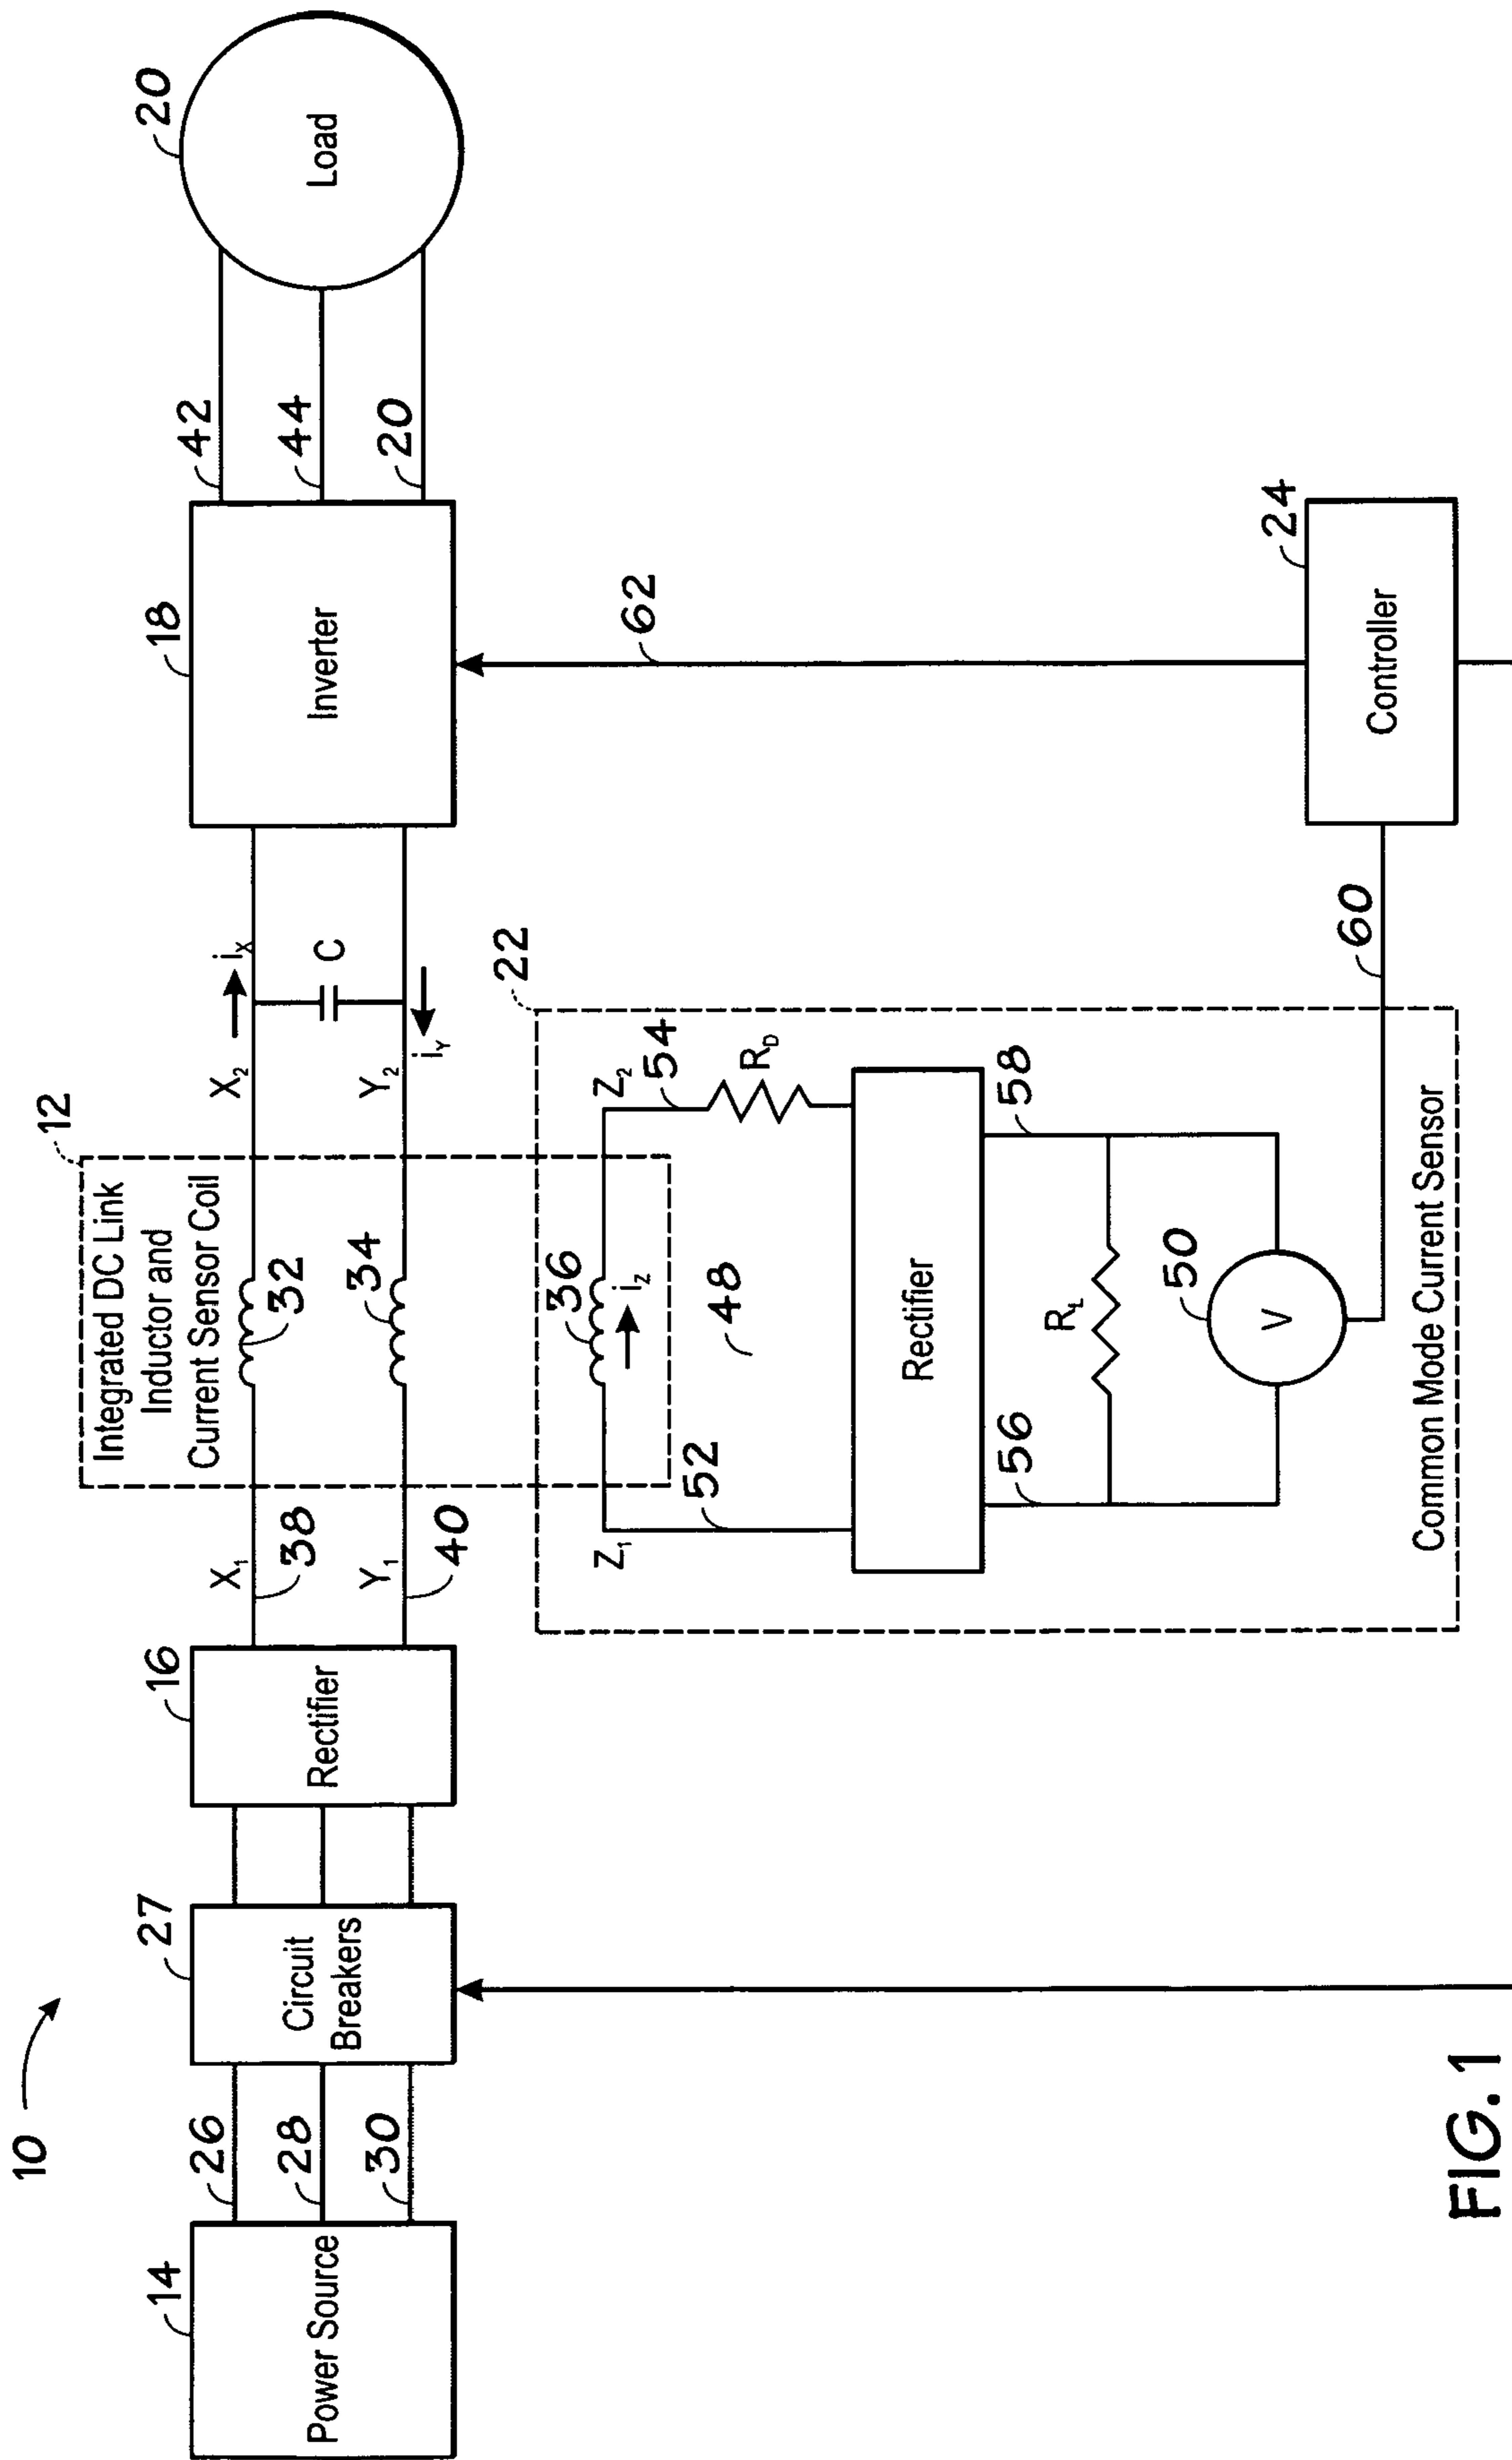 10
14
Power Source
26
28
30
27
Circuit
Breakers
16
Rectifier
X₁
38
Y₁
40
12
Integrated DC Link
Inductor and
Current Sensor Coil
32
34
36
iZ
X₂
Y₂
iX
iY
C
18
Inverter
42
44
20
20
Load
22
Z₁
52
Z₂
54
RD
48
Rectifier
56
58
RL
50
V
Common Mode Current Sensor
60
62
24
Controller
FIG. 1